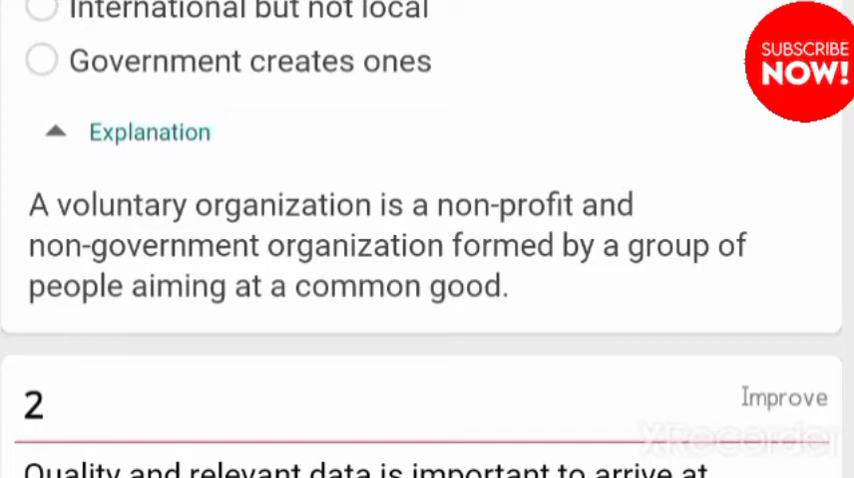 International but not local
Government creates ones
SUBSCRIBE
NOW!
Explanation
A voluntary organization is a non-profit and
non-government organization formed by a group of
people aiming at a common good.
2
Improve
XRecorder
Quality and relevant data is important to arrive at